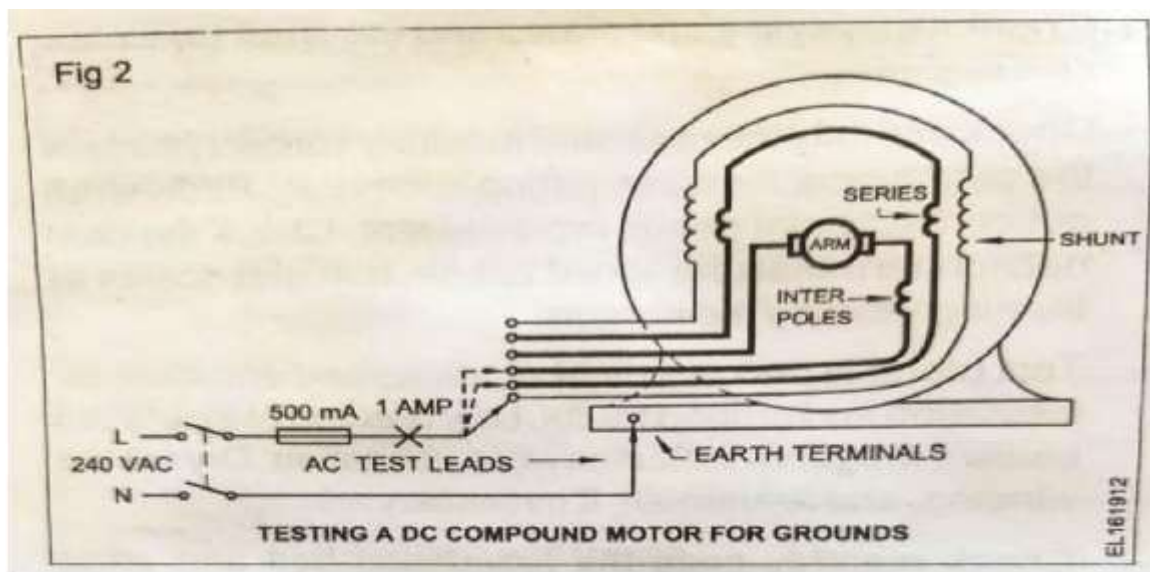 Fig 2
SERIES
ARM
SHUNT
INTER
POLES
500 mA
1 AMP
L
240 VAC
AC TEST LEADS
EARTH TERMINALS
N
TESTING A DC COMPOUND MOTOR FOR GROUNDS
EL161912